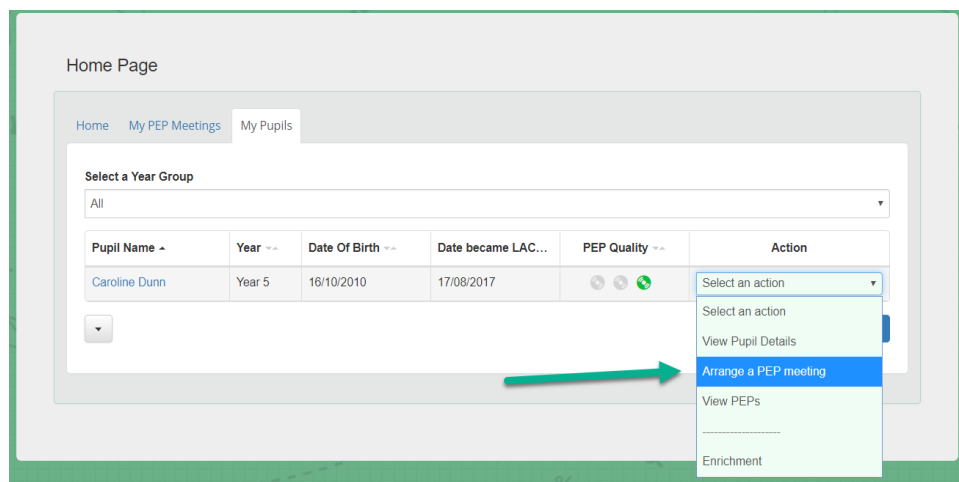 Home Page
Home My PEP Meetings My Pupils
Select a Year Group
All
Pupil Name Year Date Of Birth Date became LAC... PEP Quality Action
Caroline Dunn Year 5 16/10/2010 17/08/2017 Select an action
Select an action
View Pupil Details
Arrange a PEP meeting
View PEPs
--------------------
Enrichment